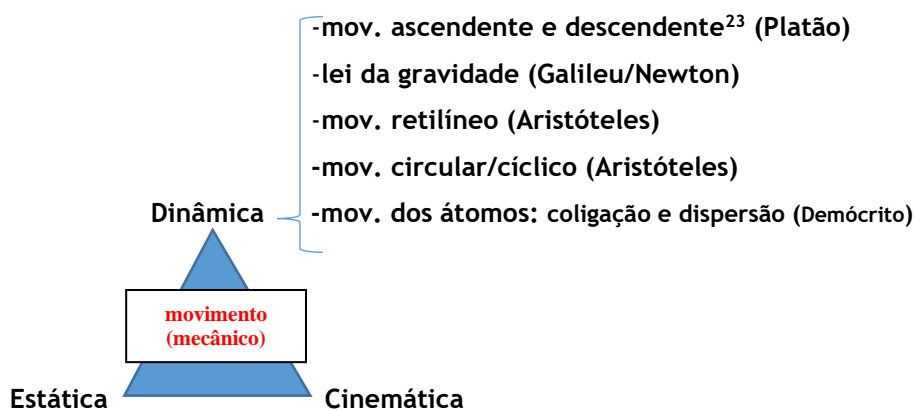 -mov. ascendente e descendente²³ (Platão)
-lei da gravidade (Galileu/Newton)
-mov. retilíneo (Aristóteles)
-mov. circular/cíclico (Aristóteles)
Dinâmica
-mov. dos átomos: coligação e dispersão (Demócrito)
movimento
(mecânico)
Estática
Cinemática